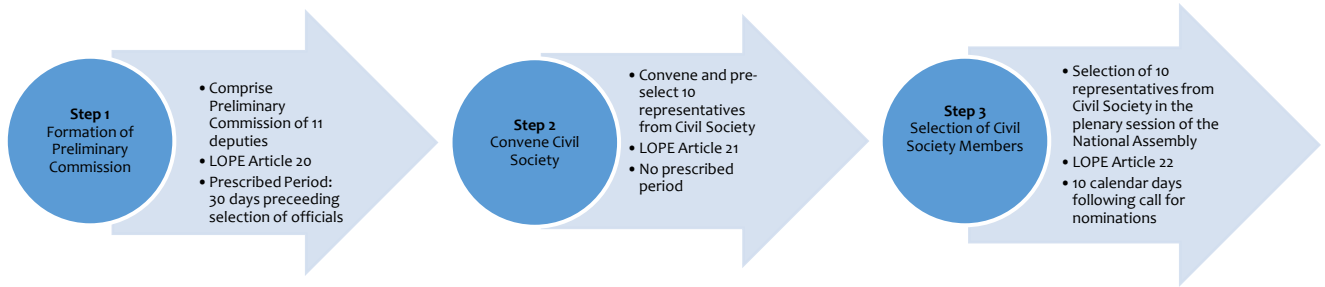 Step 1
Formation of
Preliminary
Commission
• Comprise
Preliminary
Commission of 11
deputies
• LOPE Article 20
• Prescribed Period:
30 days preceeding
selection of officials
Step 2
Convene Civil
Society
• Convene and pre-
select 10
representatives
from Civil Society
• LOPE Article 21
• No prescribed
period
Step 3
Selection of Civil
Society Members
• Selection of 10
representatives from
Civil Society in the
plenary session of the
National Assembly
• LOPE Article 22
• 10 calendar days
following call for
nominations